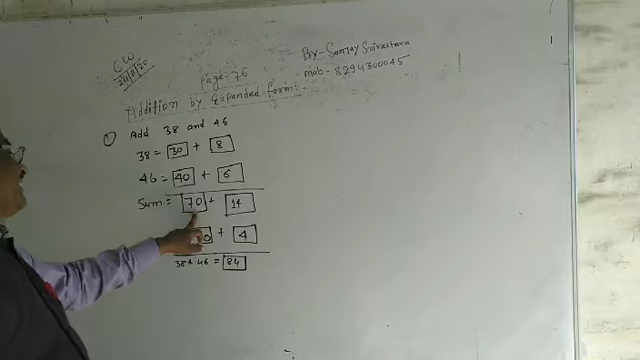 CW
By- Sanjay Srivastava
page-76
mob- 8294300045
Addition by Expanded form:
① Add 38 and 46
38 = 30 + 8
46 = 40 + 6
Sum = 70 + 14
0 + 4
38 + 46 = 84